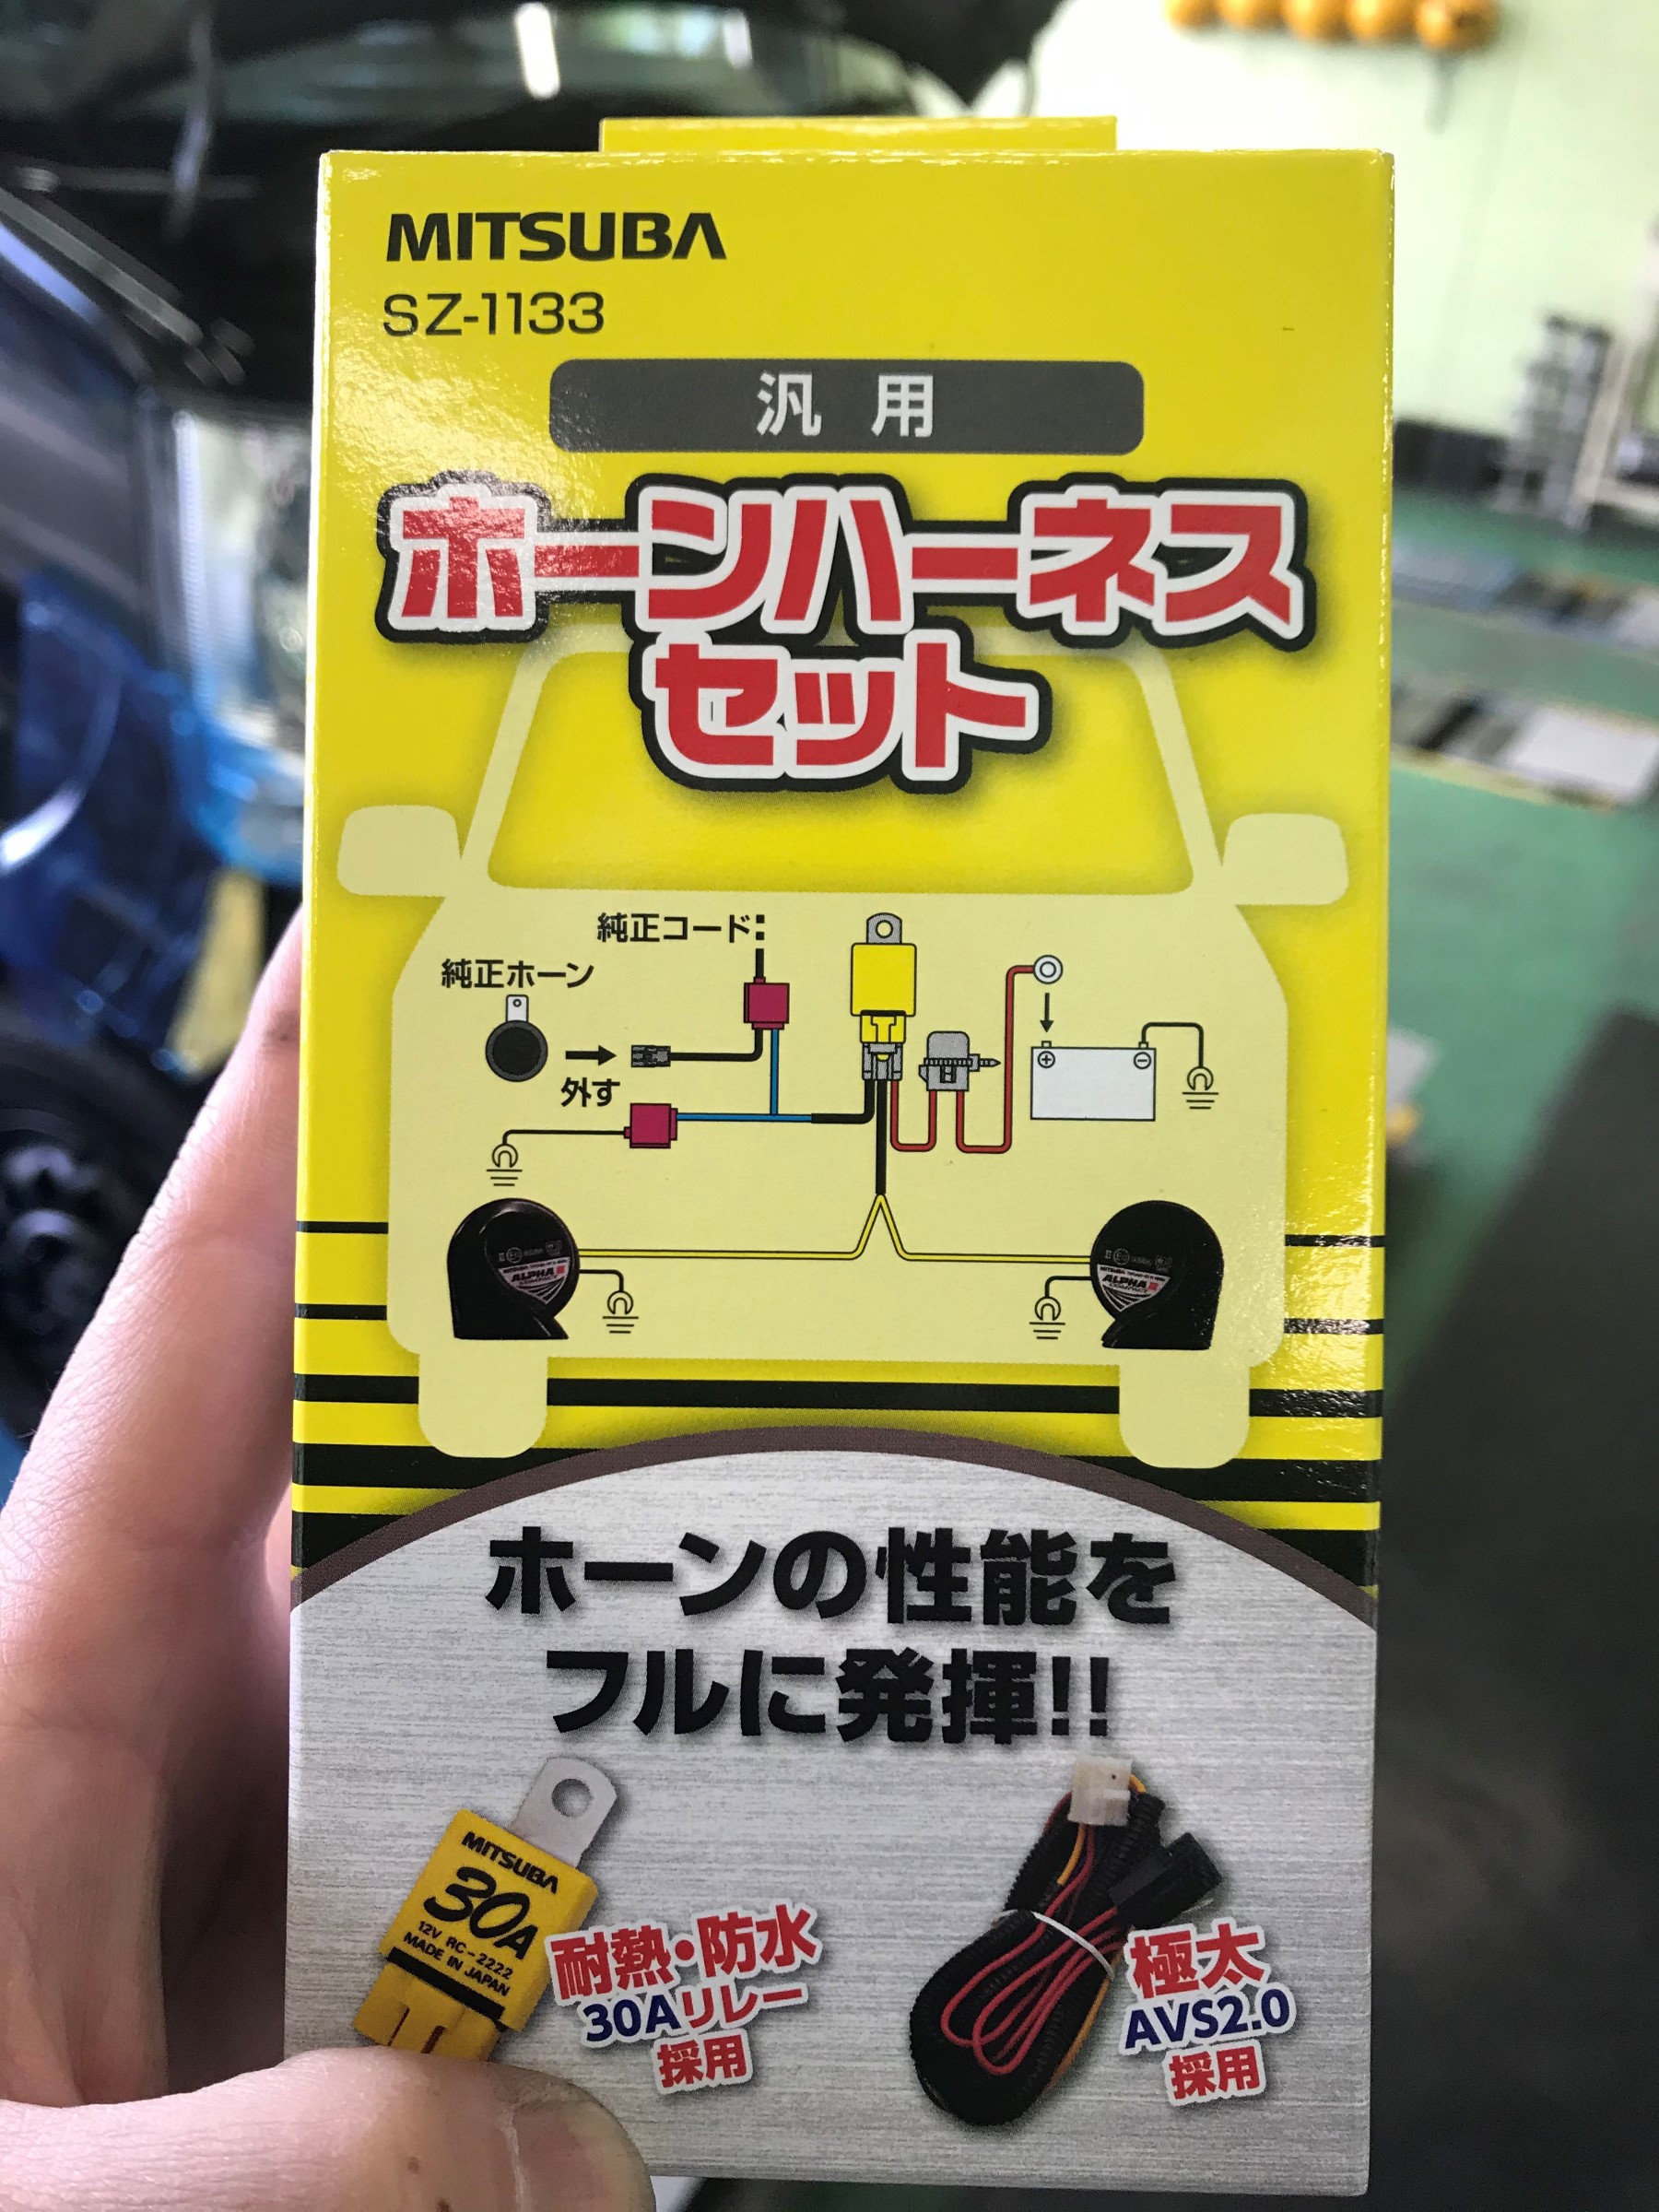 MITSUBA
SZ-1133
汎用
ホーンハーネス
セット
純正コード
純正ホーン
外す
ALPHA
ALPHA
ホーンの性能を
フルに発揮!!
MITSUBA
30A
12V RC-2222
MADE IN JAPAN
耐熱・防水
30Aリレー
採用
極太
AVS2.0
採用